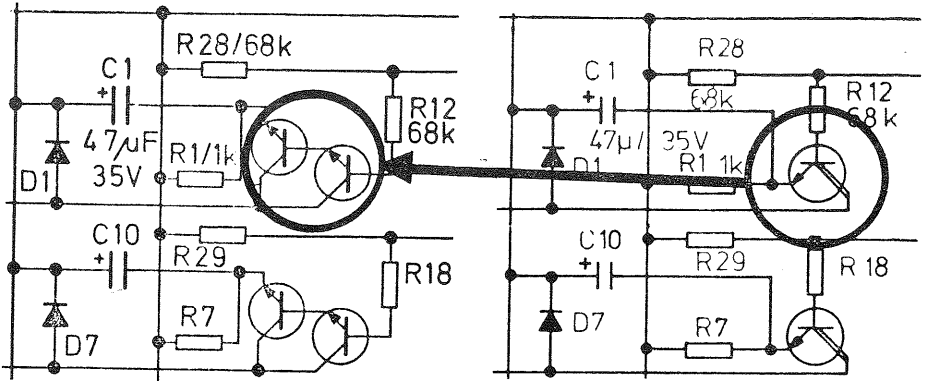 R28/68k
C1
+
47µF
35V
R12
68k
R1/1k
D1
C10
+
R29
R18
R7
D7
R28
68k
C1
+
47µ/35V
R12
68k
D1
R1 1k
C10
+
R29
R18
D7
R7